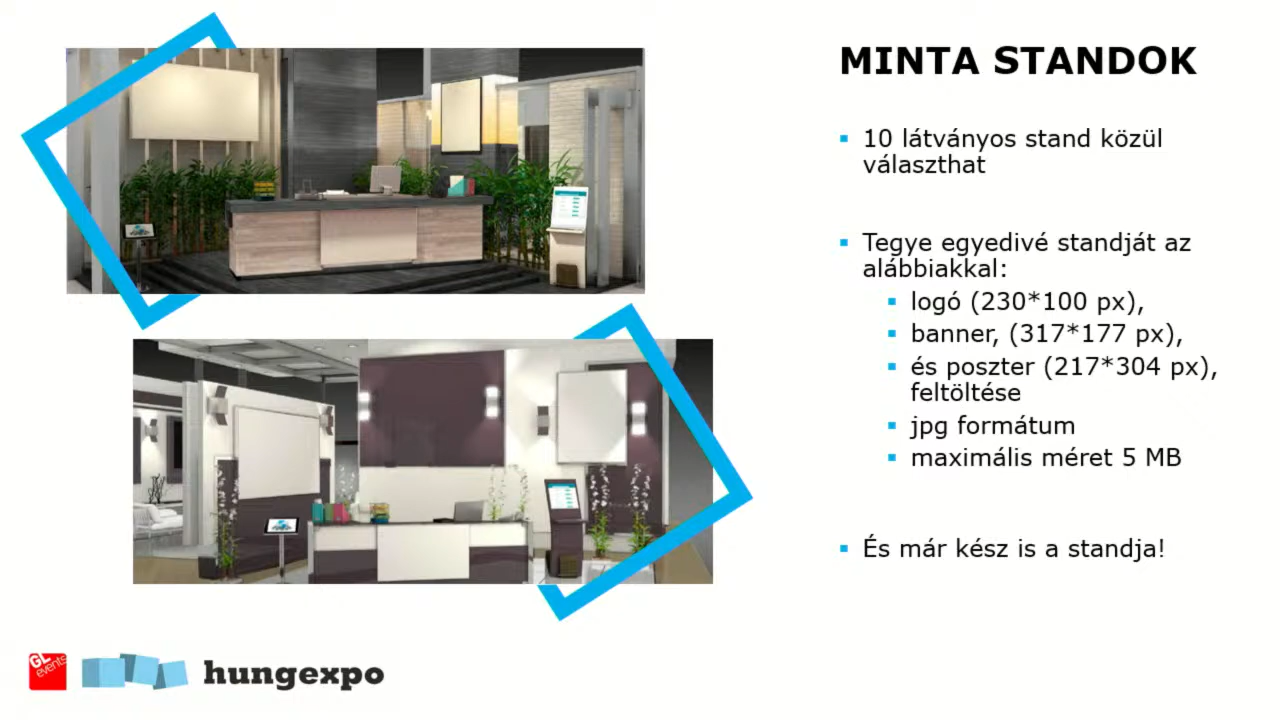 MINTA STANDOK
10 látványos stand közül
választhat
Tegye egyedivé standját az
alábbiakkal:
logó (230*100 px),
banner, (317*177 px),
és poszter (217*304 px),
feltöltése
jpg formátum
maximális méret 5 MB
És már kész is a standja!
GL
events
hungexpo